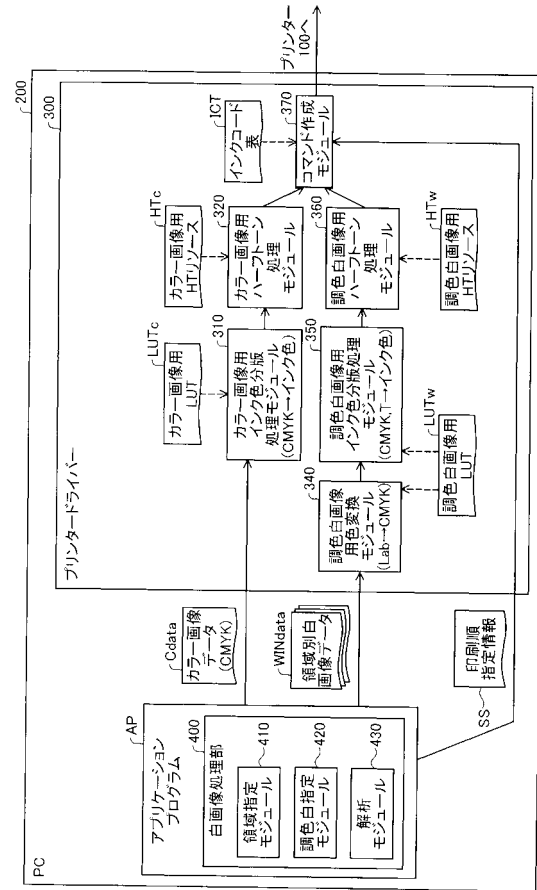 PC
200
プリンタードライバー
300
アプリケーション
プログラム
AP
白画像処理部
400
領域指定
モジュール
410
調色白指定
モジュール
420
解析
モジュール
430
Cdata
カラー画像
データ
(CMYK)
WINdata
領域別白
画像データ
SS
印刷順
指定情報
LUTc
カラー画像用
LUT
310
カラー画像用
インク色分版
処理モジュール
(CMYK→インク色)
HTc
カラー画像用
HTリソース
320
カラー画像用
ハーフトーン
処理
モジュール
340
調色白画像
用色変換
モジュール
(Lab→CMYK)
350
調色白画像用
インク色分版処理
モジュール
(CMYK,T→インク色)
LUTw
調色白画像用
LUT
360
調色白画像用
ハーフトーン
処理
モジュール
HTw
調色白画像用
HTリソース
ICT
インクコード
表
370
コマンド作成
モジュール
プリンター
100へ